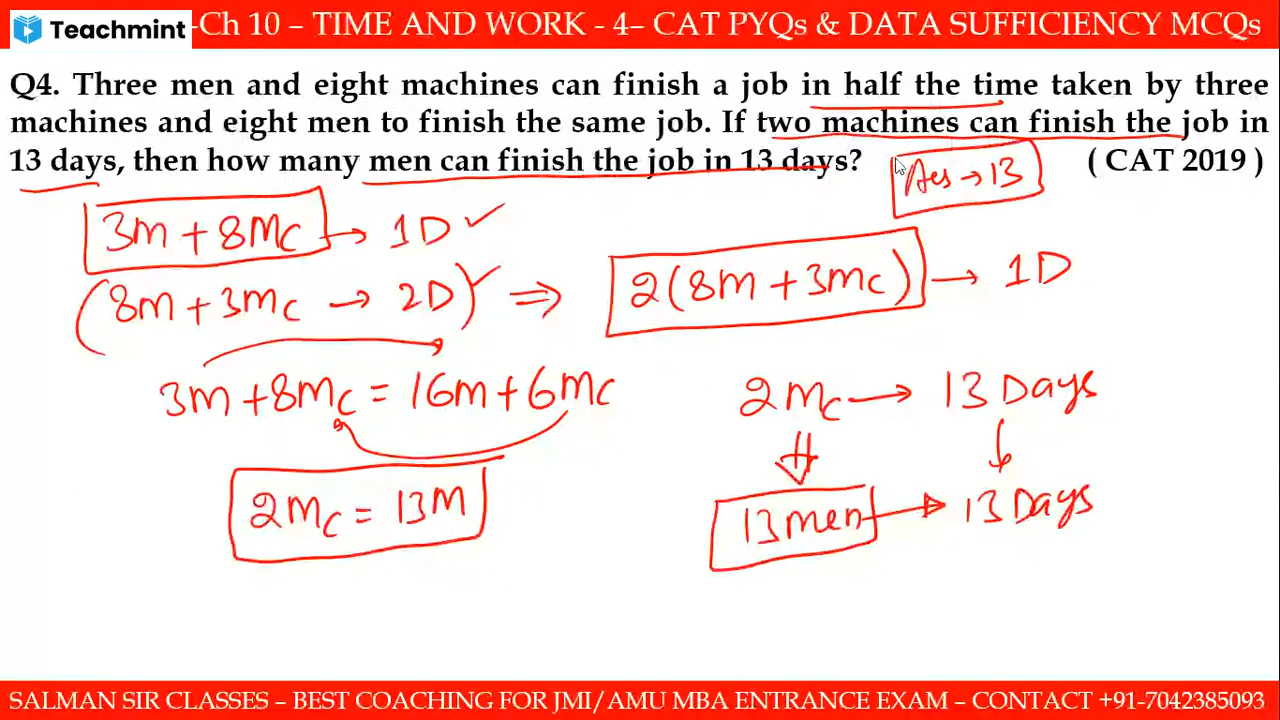 Teachmint -Ch 10 – TIME AND WORK - 4– CAT PYQs & DATA SUFFICIENCY MCQs
Q4. Three men and eight machines can finish a job in half the time taken by three
machines and eight men to finish the same job. If two machines can finish the job in
13 days, then how many men can finish the job in 13 days? ( CAT 2019 )
Ans → 13
3M + 8Mc → 1D ✓
(8M + 3Mc → 2D) ✓ ⇒ 2(8M + 3Mc) → 1D
3M + 8Mc = 16M + 6Mc
2Mc = 13M
2Mc → 13 Days
13 Men → 13 Days
SALMAN SIR CLASSES – BEST COACHING FOR JMI/AMU MBA ENTRANCE EXAM – CONTACT +91-7042385093